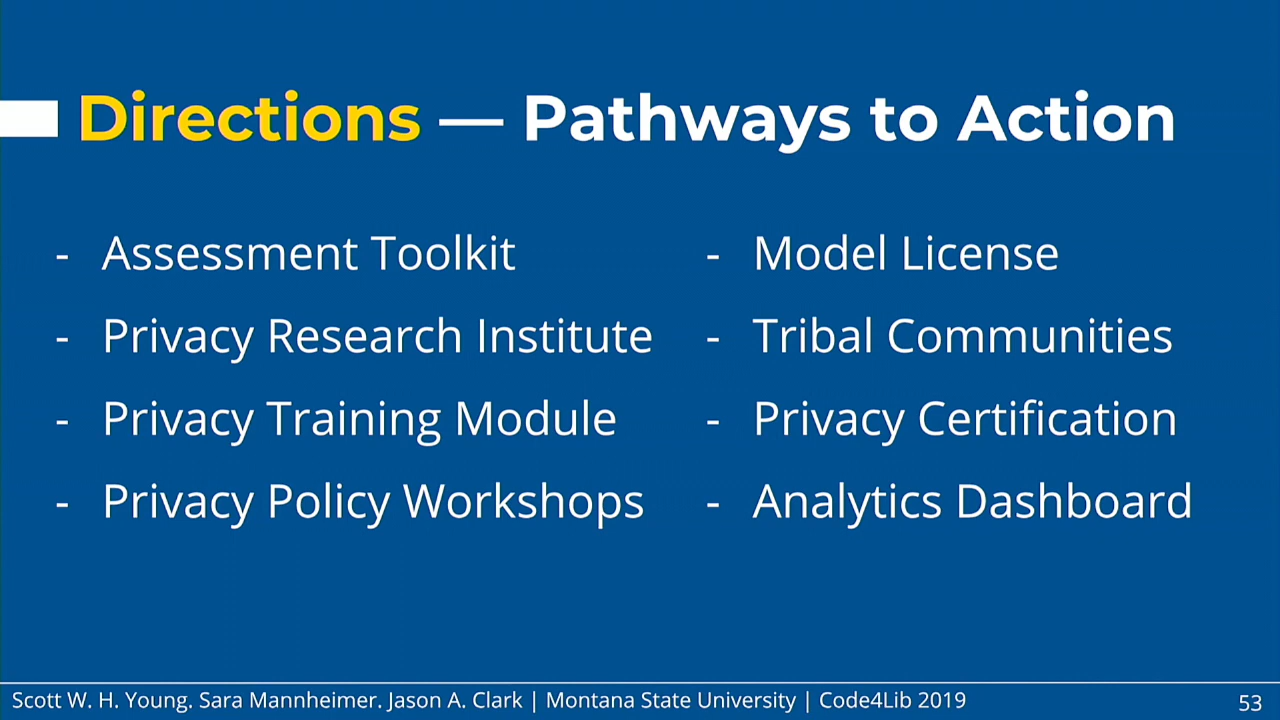 Directions — Pathways to Action
- Assessment Toolkit
- Privacy Research Institute
- Privacy Training Module
- Privacy Policy Workshops
- Model License
- Tribal Communities
- Privacy Certification
- Analytics Dashboard
Scott W. H. Young. Sara Mannheimer. Jason A. Clark | Montana State University | Code4Lib 2019
53